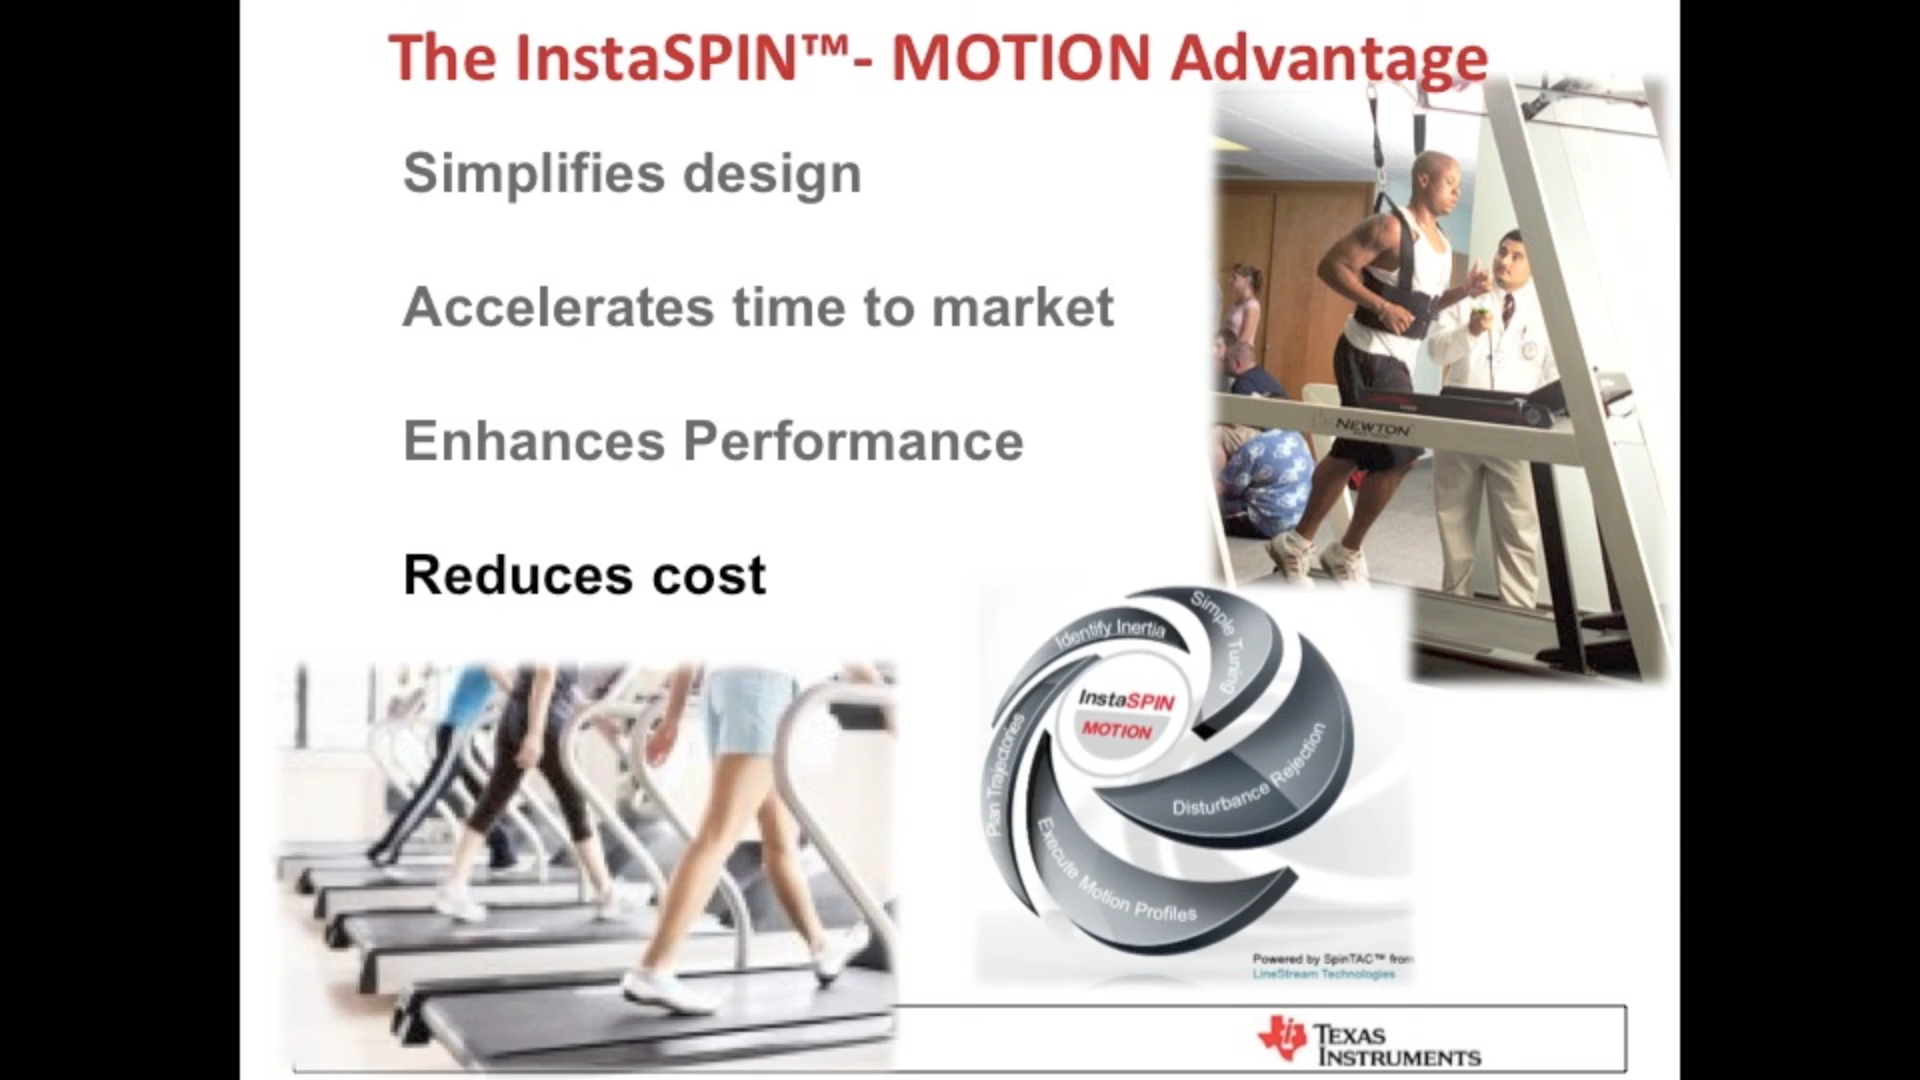 The InstaSPIN™- MOTION Advantage
Simplifies design
Accelerates time to market
Enhances Performance
Reduces cost
NEWTON
Identify Inertia
Simple Tuning
InstaSPIN
MOTION
Plan Trajectories
Disturbance Rejection
Execute Motion Profiles
Powered by SpinTAC™ from
LineStream Technologies
TEXAS
INSTRUMENTS